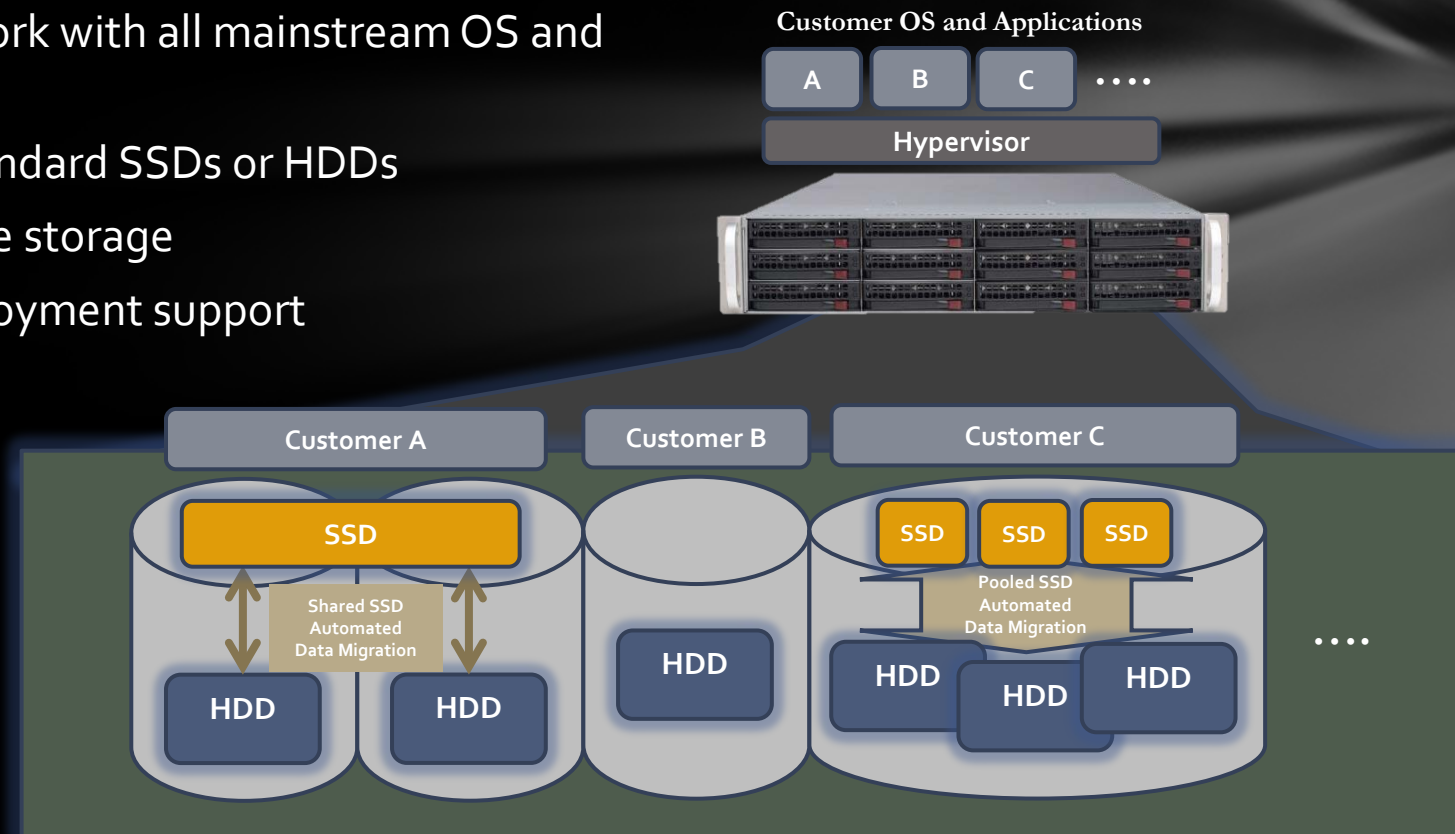 ork with all mainstream OS and
ndard SSDs or HDDs
e storage
oyment support
Customer OS and Applications
A B C ....
Hypervisor
Customer A Customer B Customer C
SSD
SSD SSD SSD
Shared SSD
Automated
Data Migration
Pooled SSD
Automated
Data Migration
....
HDD HDD
HDD
HDD HDD HDD